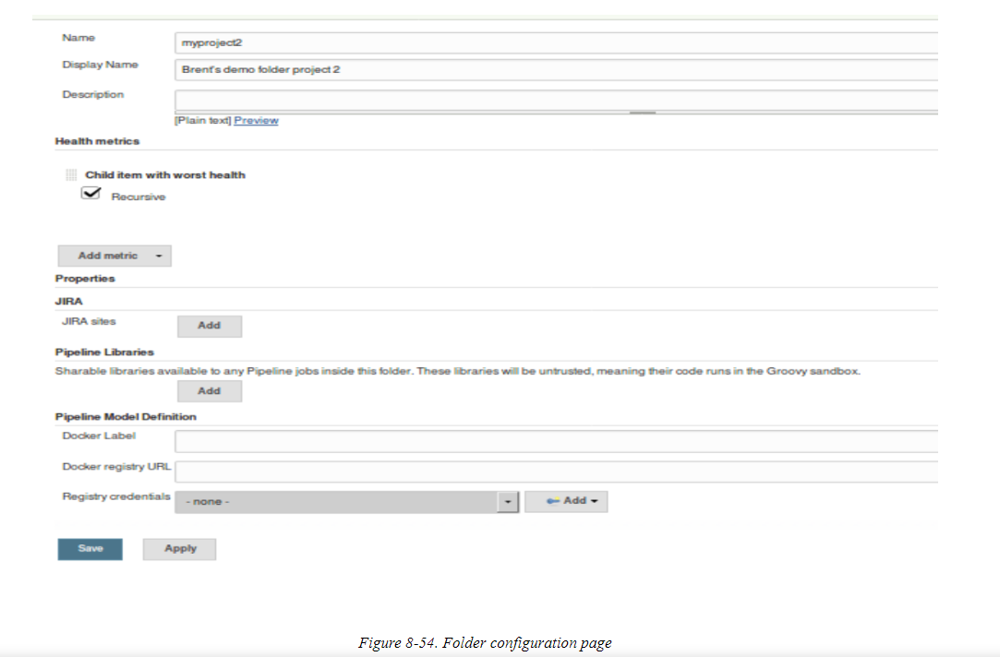 Name
myproject2
Display Name
Brent's demo folder project 2
Description
[Plain text] Preview
Health metrics
Child item with worst health
Recursive
Add metric
Properties
JIRA
JIRA sites
Add
Pipeline Libraries
Sharable libraries available to any Pipeline jobs inside this folder. These libraries will be untrusted, meaning their code runs in the Groovy sandbox.
Add
Pipeline Model Definition
Docker Label
Docker registry URL
Registry credentials
- none -
Add
Save
Apply
Figure 8-54. Folder configuration page